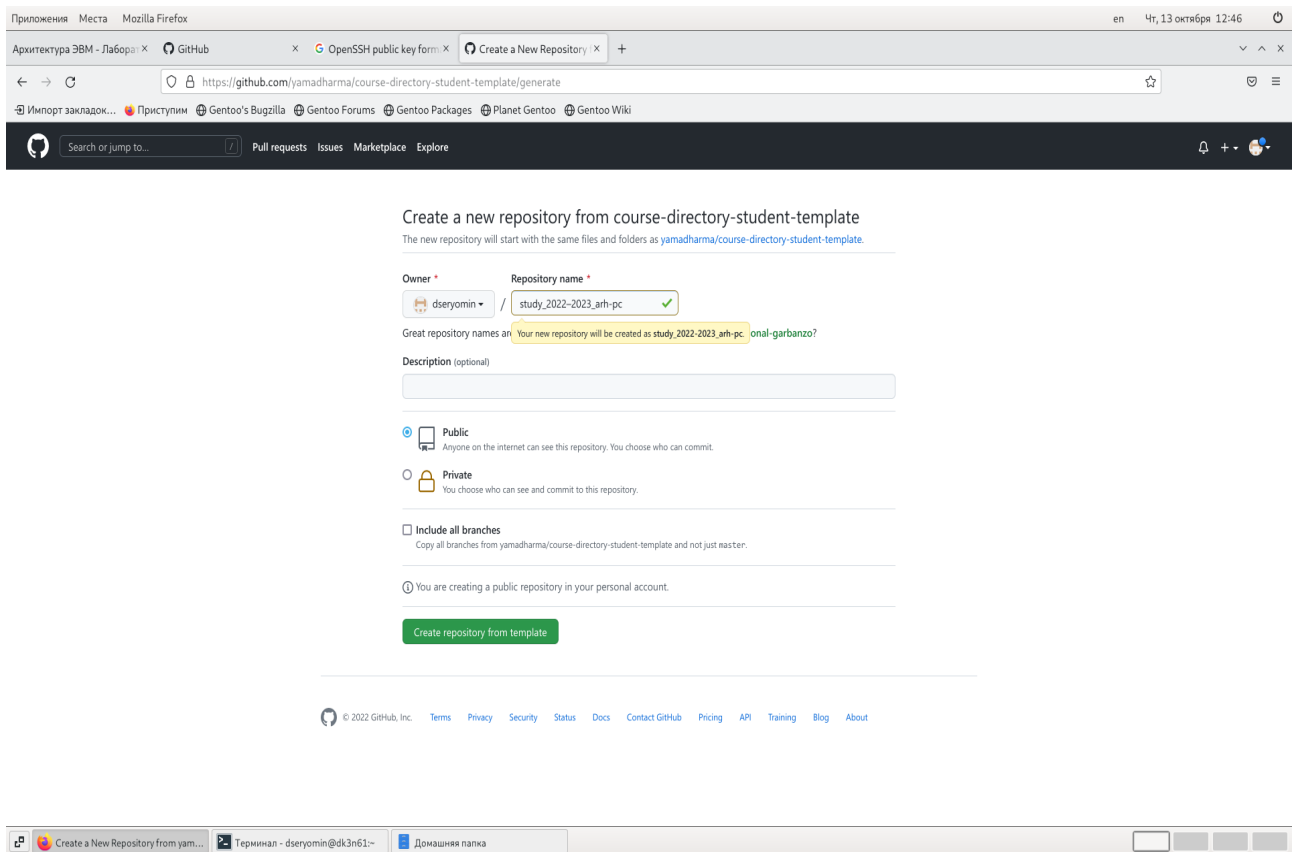 Приложения Места Mozilla Firefox en Чт, 13 октября 12:46
Архитектура ЭВМ - Лаборат GitHub OpenSSH public key form Create a New Repository
https://github.com/yamadharma/course-directory-student-template/generate
Импорт закладок... Приступим Gentoo's Bugzilla Gentoo Forums Gentoo Packages Planet Gentoo Gentoo Wiki
Search or jump to... / Pull requests Issues Marketplace Explore
Create a new repository from course-directory-student-template
The new repository will start with the same files and folders as yamadharma/course-directory-student-template.
Owner * Repository name *
dseryomin / study_2022–2023_arh-pc
Great repository names are Your new repository will be created as study_2022-2023_arh-pc. onal-garbanzo?
Description (optional)
Public
Anyone on the internet can see this repository. You choose who can commit.
Private
You choose who can see and commit to this repository.
Include all branches
Copy all branches from yamadharma/course-directory-student-template and not just master.
You are creating a public repository in your personal account.
Create repository from template
© 2022 GitHub, Inc. Terms Privacy Security Status Docs Contact GitHub Pricing API Training Blog About
Create a New Repository from yam... Терминал - dseryomin@dk3n61:~ Домашняя папка